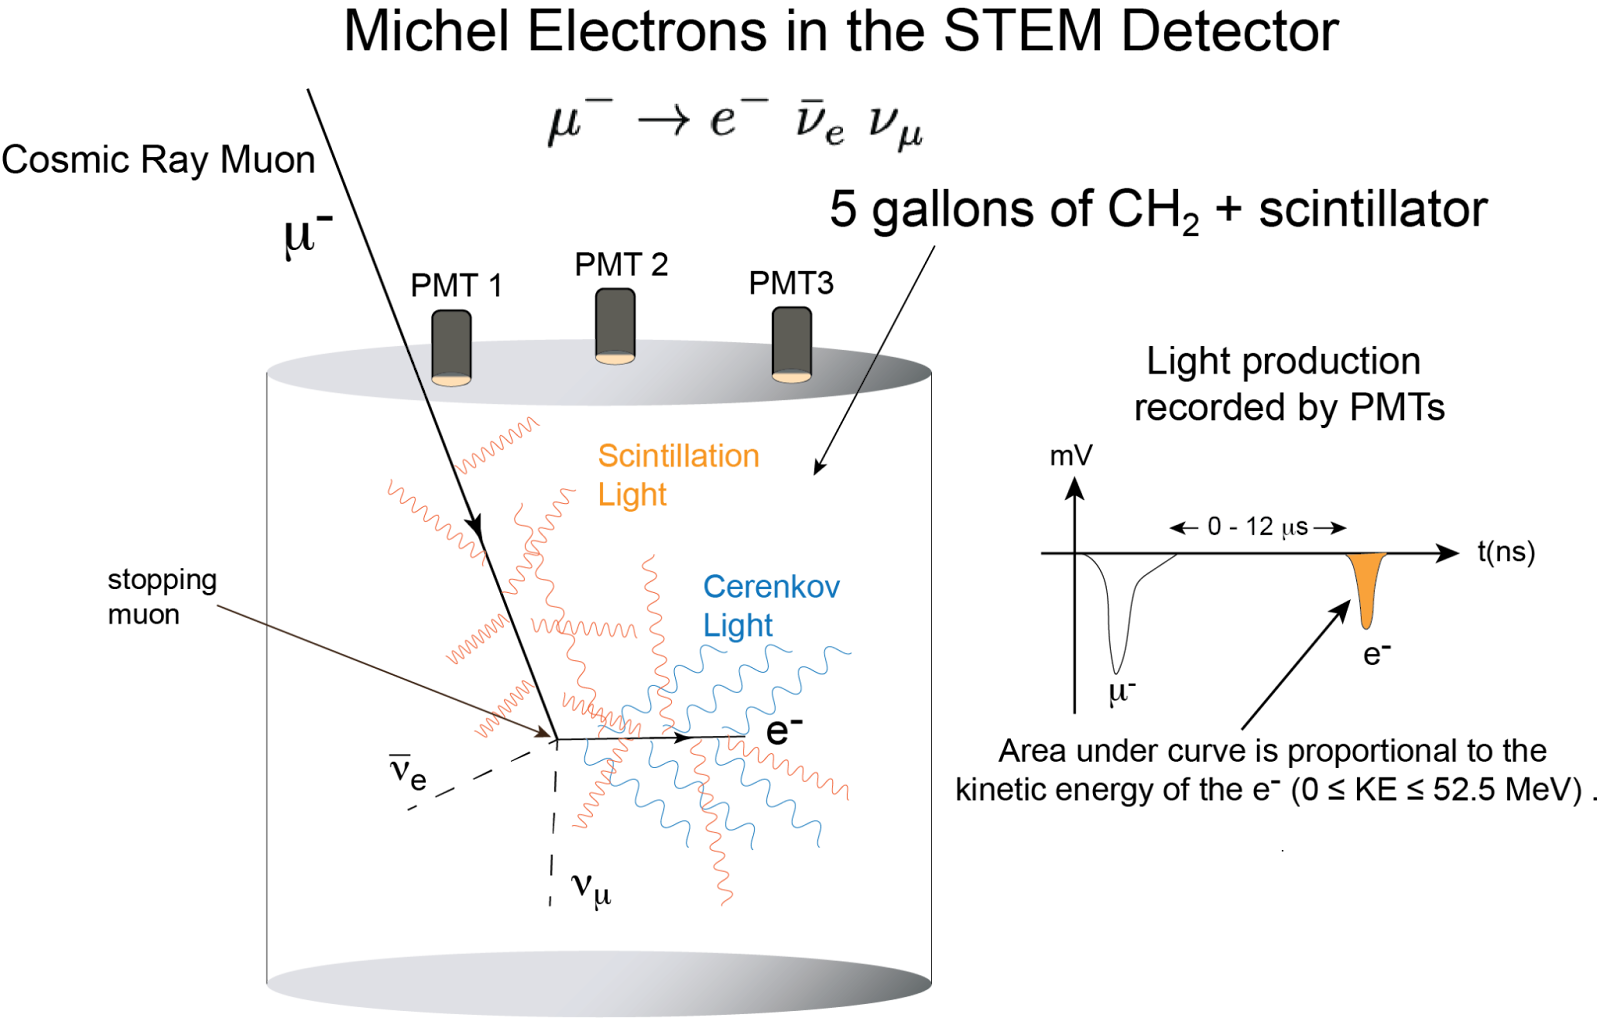 Michel Electrons in the STEM Detector
μ⁻ → e⁻ ν̄ₑ ν_μ
Cosmic Ray Muon
μ⁻
5 gallons of CH₂ + scintillator
PMT 1
PMT 2
PMT3
Scintillation
Light
Cerenkov
Light
stopping
muon
e⁻
ν̄ₑ
ν_μ
Light production
recorded by PMTs
mV
0 - 12 μs
t(ns)
μ⁻
e⁻
Area under curve is proportional to the
kinetic energy of the e⁻ (0 ≤ KE ≤ 52.5 MeV) .